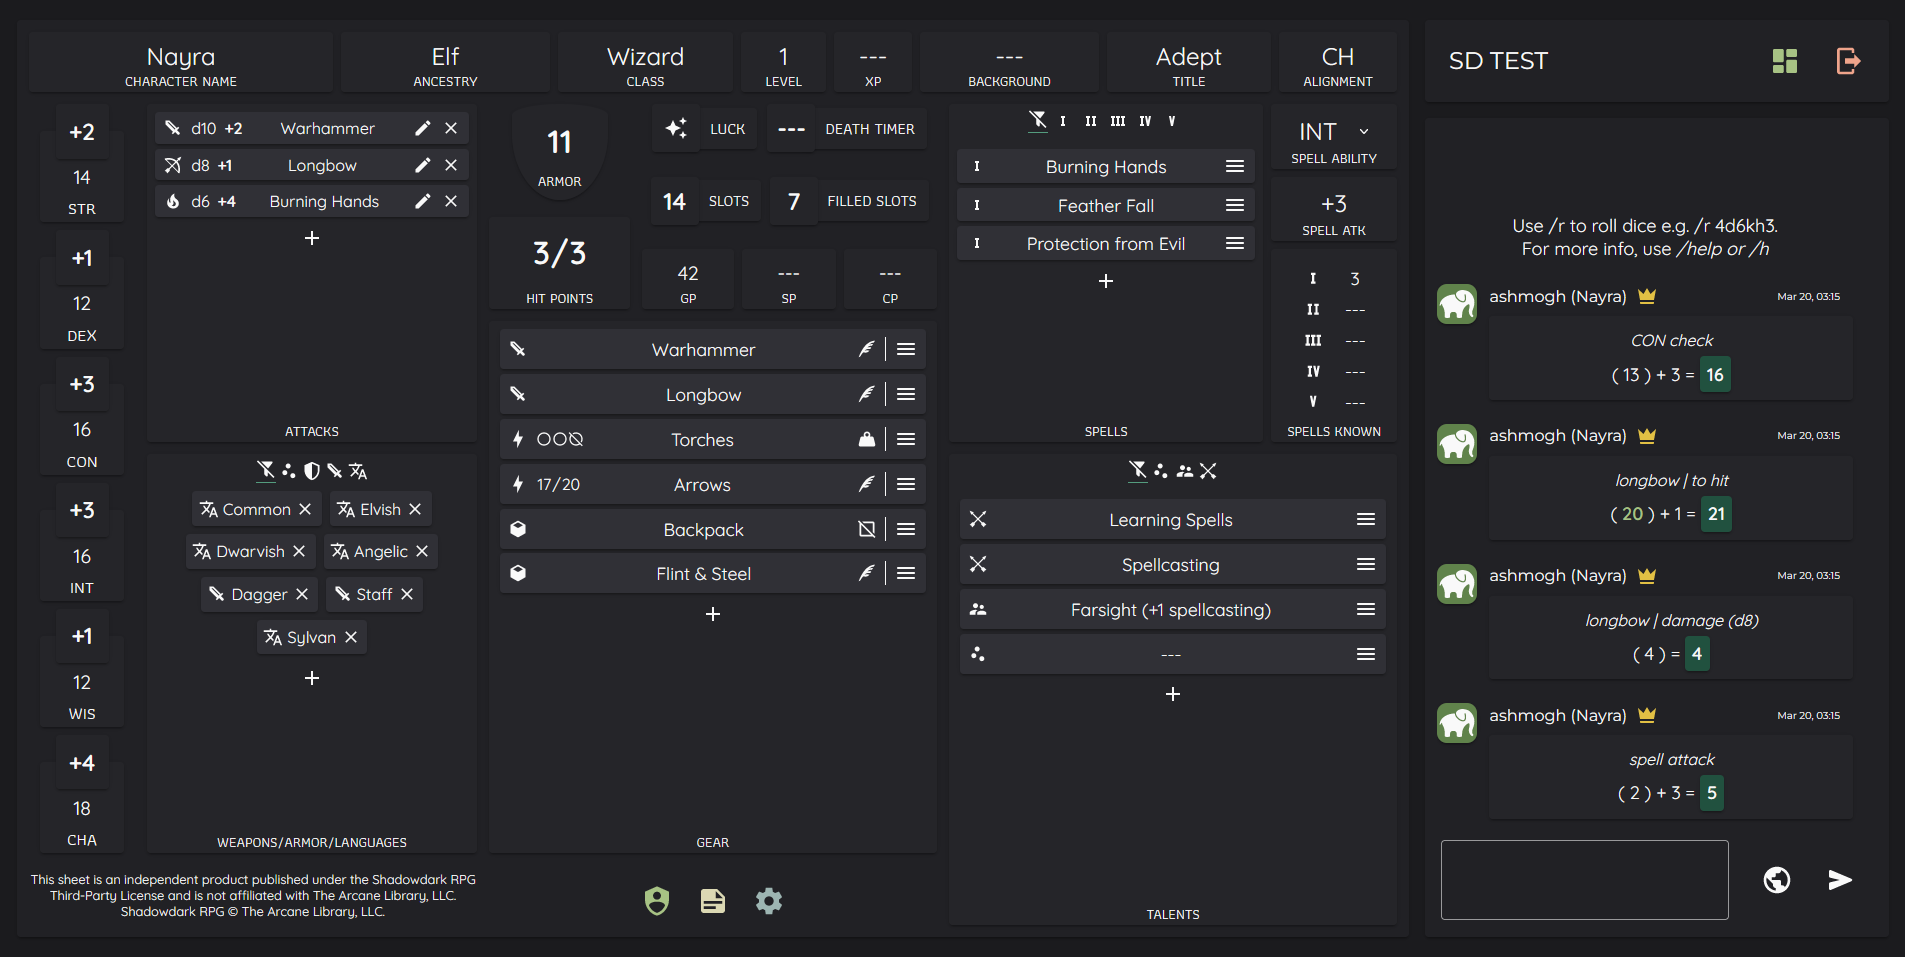 Nayra
CHARACTER NAME
Elf
ANCESTRY
Wizard
CLASS
1
LEVEL
---
XP
---
BACKGROUND
Adept
TITLE
CH
ALIGNMENT
+2
14
STR
+1
12
DEX
+3
16
CON
+3
16
INT
+1
12
WIS
+4
18
CHA
d10 +2 Warhammer
d8 +1 Longbow
d6 +4 Burning Hands
+
ATTACKS
Common
Elvish
Dwarvish
Angelic
Dagger
Staff
Sylvan
+
WEAPONS/ARMOR/LANGUAGES
11
ARMOR
LUCK
--- DEATH TIMER
14 SLOTS
7 FILLED SLOTS
3/3
HIT POINTS
42
GP
---
SP
---
CP
Warhammer
Longbow
Torches
17/20 Arrows
Backpack
Flint & Steel
+
GEAR
I II III IV V
I Burning Hands
I Feather Fall
I Protection from Evil
+
SPELLS
INT
SPELL ABILITY
+3
SPELL ATK
I 3
II ---
III ---
IV ---
V ---
SPELLS KNOWN
Learning Spells
Spellcasting
Farsight (+1 spellcasting)
---
+
TALENTS
This sheet is an independent product published under the Shadowdark RPG
Third-Party License and is not affiliated with The Arcane Library, LLC.
Shadowdark RPG © The Arcane Library, LLC.
SD TEST
Use /r to roll dice e.g. /r 4d6kh3.
For more info, use /help or /h
ashmogh (Nayra) Mar 20, 03:15
CON check
( 13 ) + 3 = 16
ashmogh (Nayra) Mar 20, 03:15
longbow | to hit
( 20 ) + 1 = 21
ashmogh (Nayra) Mar 20, 03:15
longbow | damage (d8)
( 4 ) = 4
ashmogh (Nayra) Mar 20, 03:15
spell attack
( 2 ) + 3 = 5